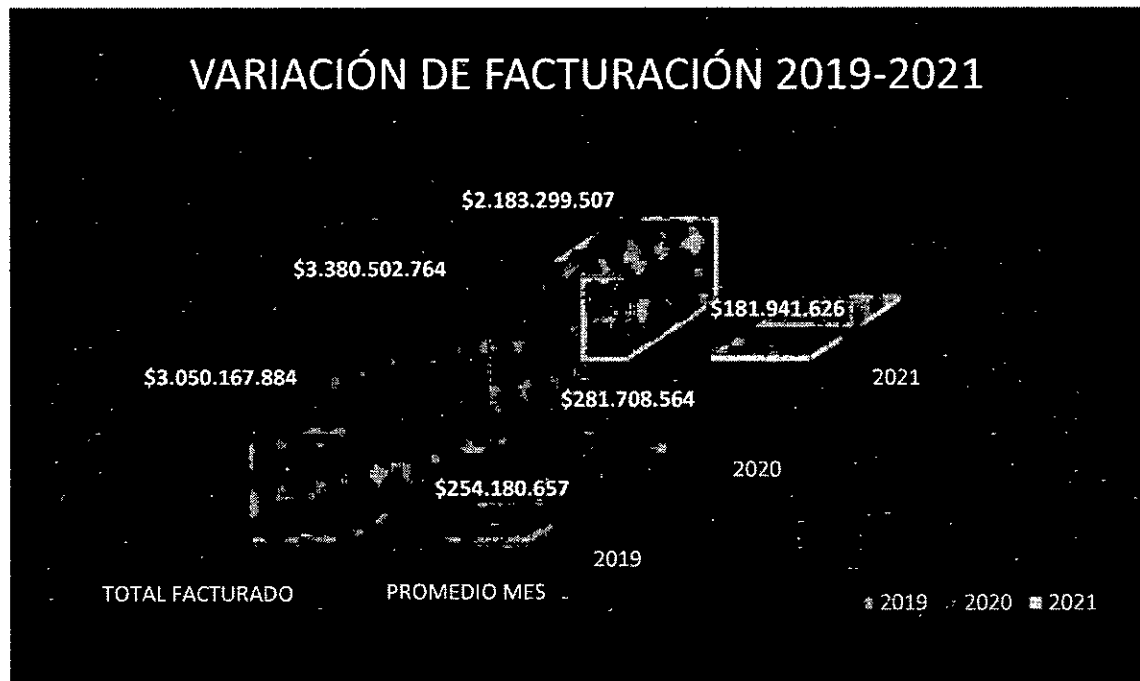 VARIACIÓN DE FACTURACIÓN 2019-2021
$2.183.299.507
$3.380.502.764
$181.941.626
$3.050.167.884
2021
$281.708.564
2020
$254.180.657
2019
TOTAL FACTURADO
PROMEDIO MES
2019 2020 2021